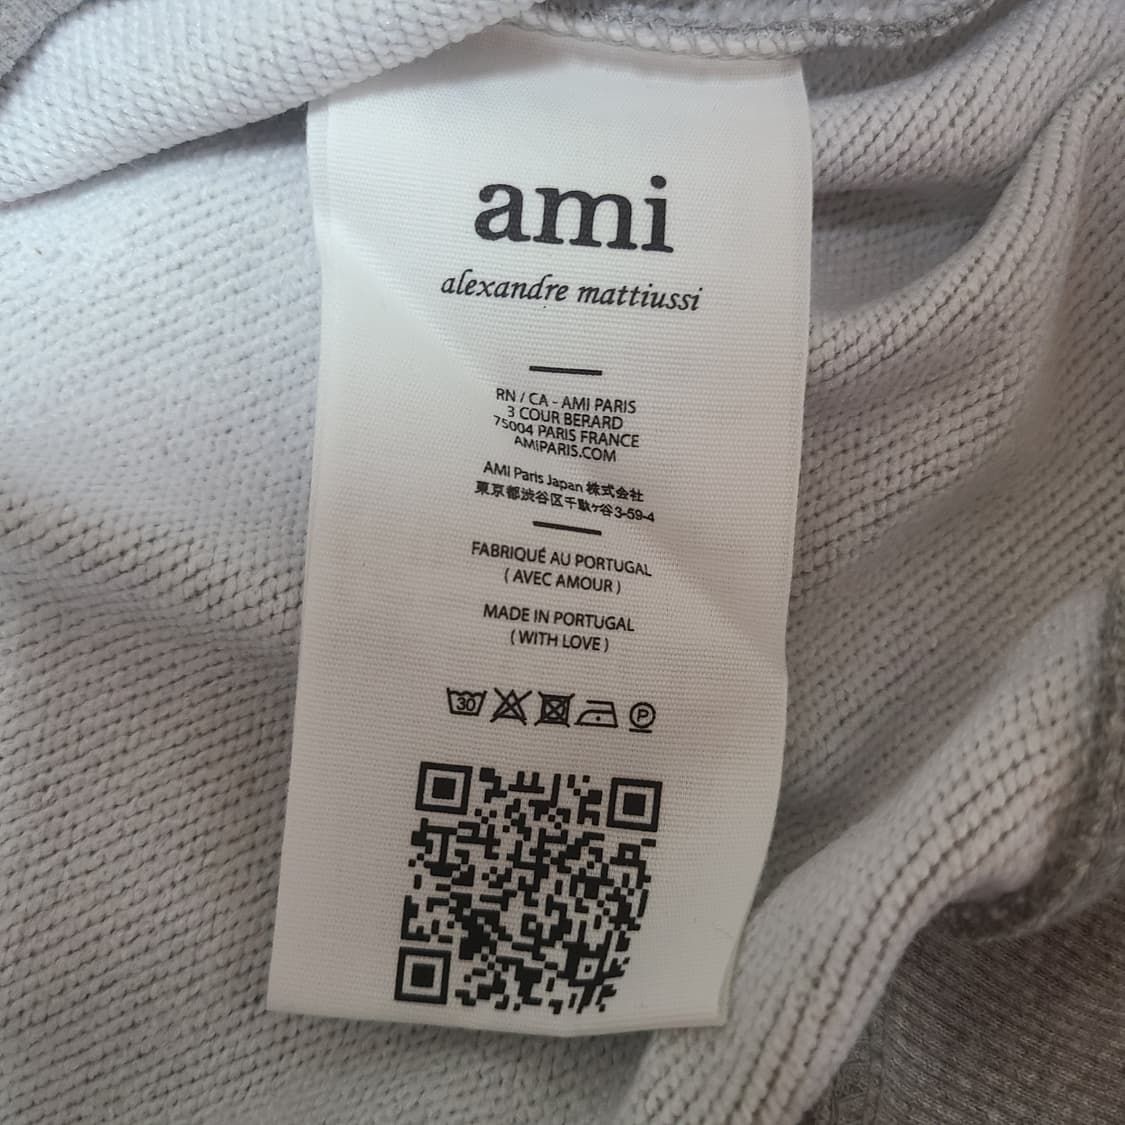 ami
alexandre mattiussi
RN / CA - AMI PARIS
3 COUR BERARD
75004 PARIS FRANCE
AMIPARIS.COM
AMI Paris Japan 株式会社
東京都渋谷区千駄ヶ谷3-59-4
FABRIQUÉ AU PORTUGAL
( AVEC AMOUR )
MADE IN PORTUGAL
( WITH LOVE )
30 P